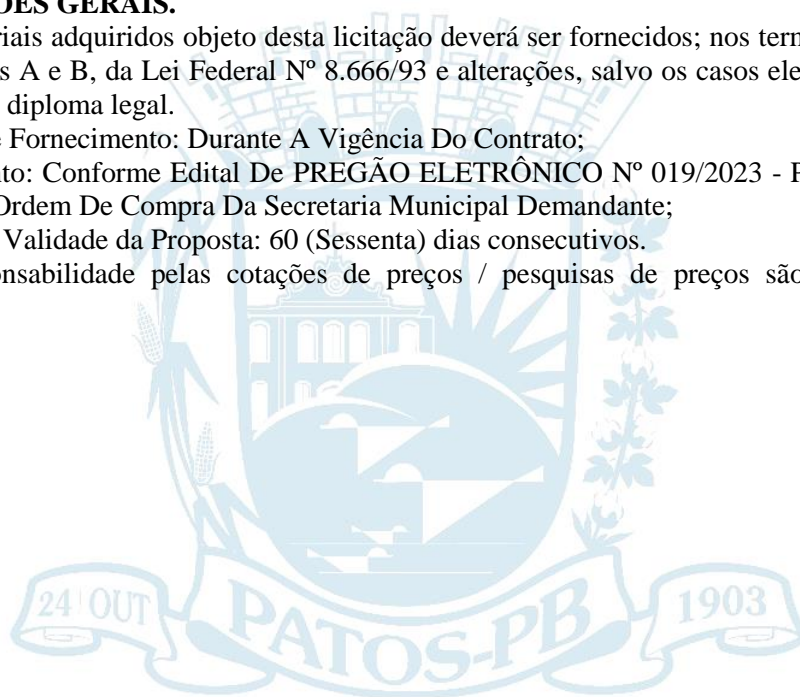 ÕES GERAIS.
riais adquiridos objeto desta licitação deverá ser fornecidos; nos term
s A e B, da Lei Federal Nº 8.666/93 e alterações, salvo os casos ele
diploma legal.
e Fornecimento: Durante A Vigência Do Contrato;
nto: Conforme Edital De PREGÃO ELETRÔNICO Nº 019/2023 - P
Ordem De Compra Da Secretaria Municipal Demandante;
Validade da Proposta: 60 (Sessenta) dias consecutivos.
onsabilidade pelas cotações de preços / pesquisas de preços são
24 OUT PATOS-PB 1903